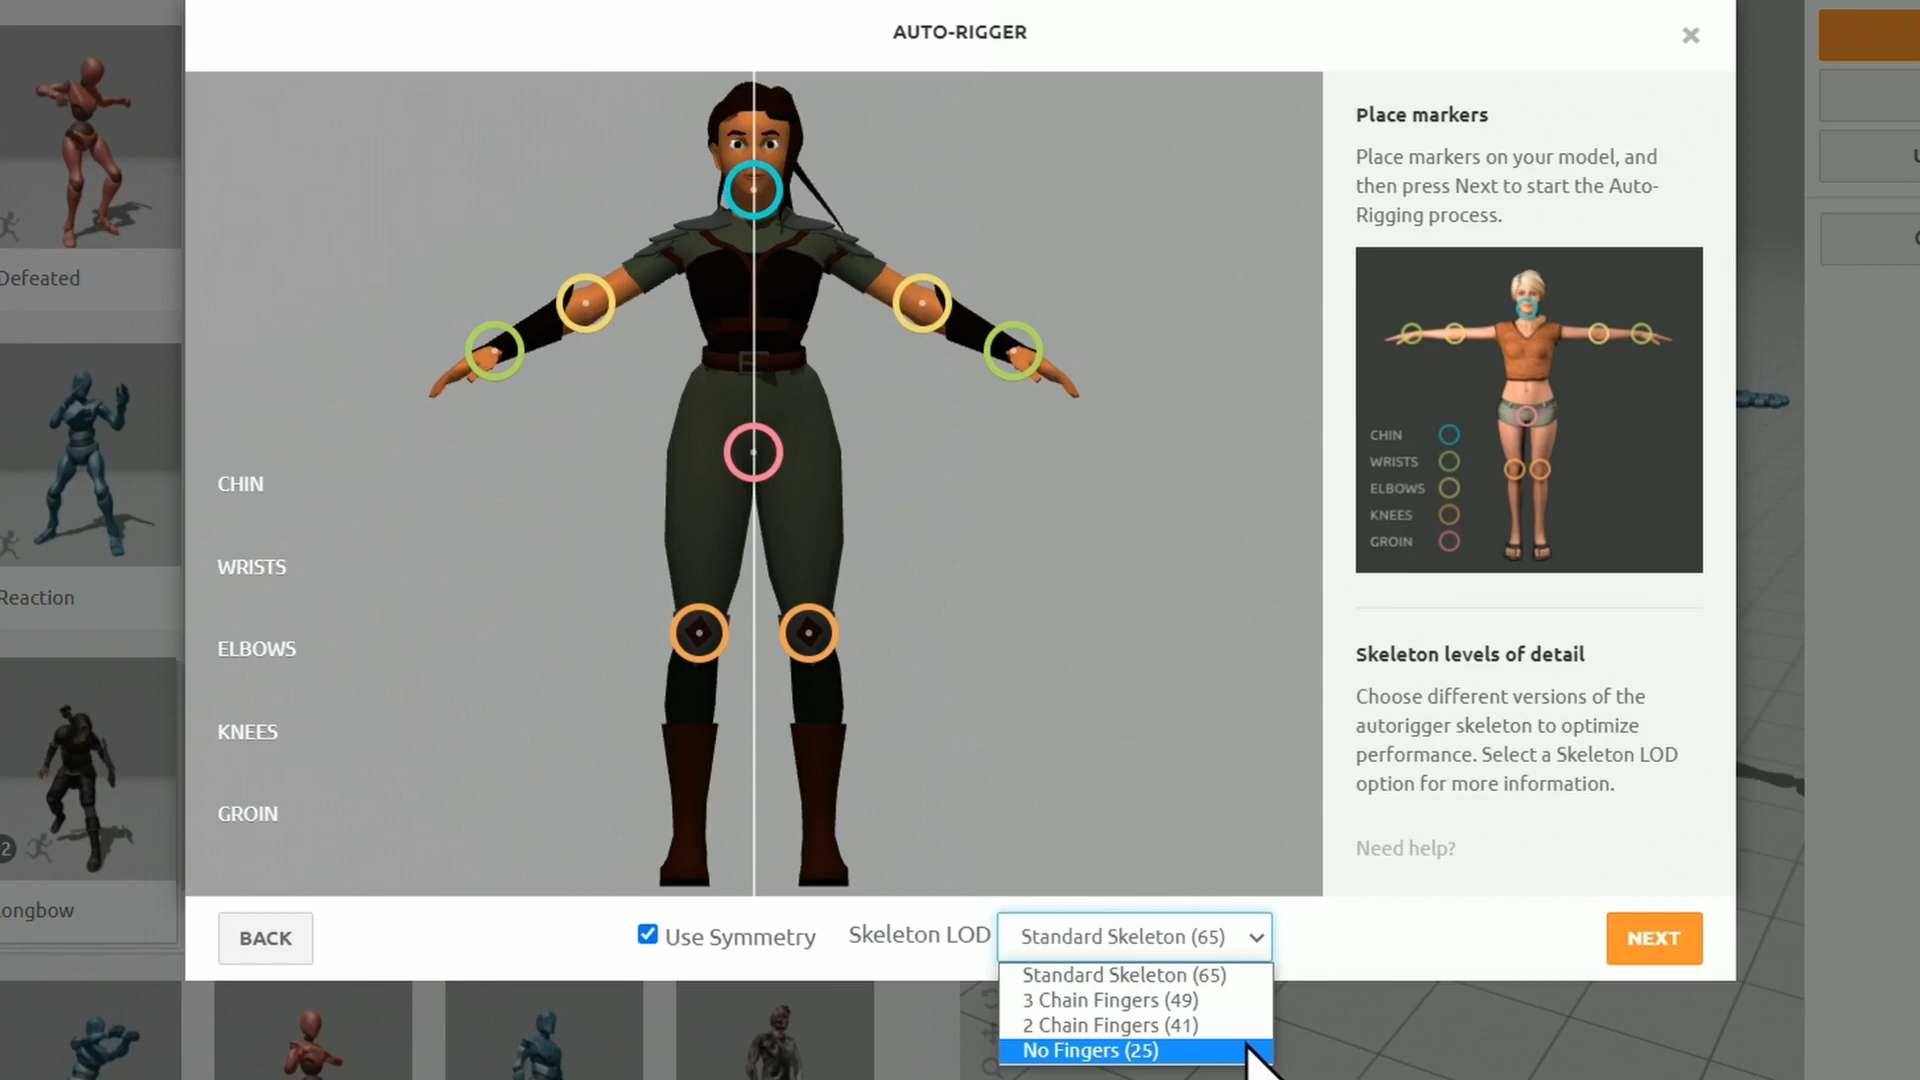 AUTO-RIGGER
Defeated
Reaction
2
Longbow
CHIN
WRISTS
ELBOWS
KNEES
GROIN
Place markers
Place markers on your model, and
then press Next to start the Auto-
Rigging process.
CHIN
WRISTS
ELBOWS
KNEES
GROIN
Skeleton levels of detail
Choose different versions of the
autorigger skeleton to optimize
performance. Select a Skeleton LOD
option for more information.
Need help?
BACK
Use Symmetry
Skeleton LOD
Standard Skeleton (65)
NEXT
Standard Skeleton (65)
3 Chain Fingers (49)
2 Chain Fingers (41)
No Fingers (25)